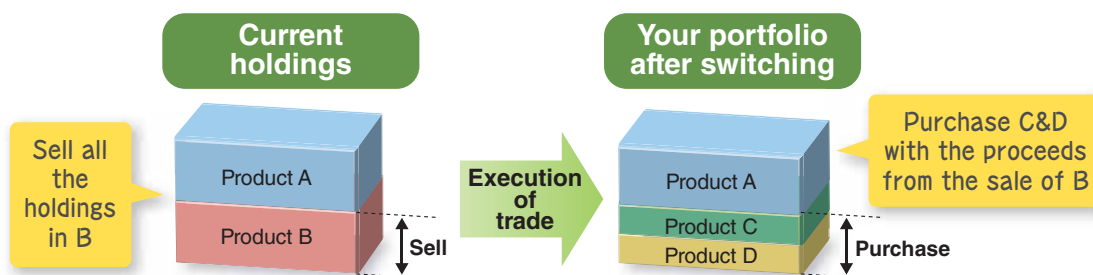 Current
holdings
Your portfolio
after switching
Sell all
the
holdings
in B
Product A
Product B
Sell
Execution
of
trade
Product A
Product C
Product D
Purchase
Purchase C&D
with the proceeds
from the sale of B